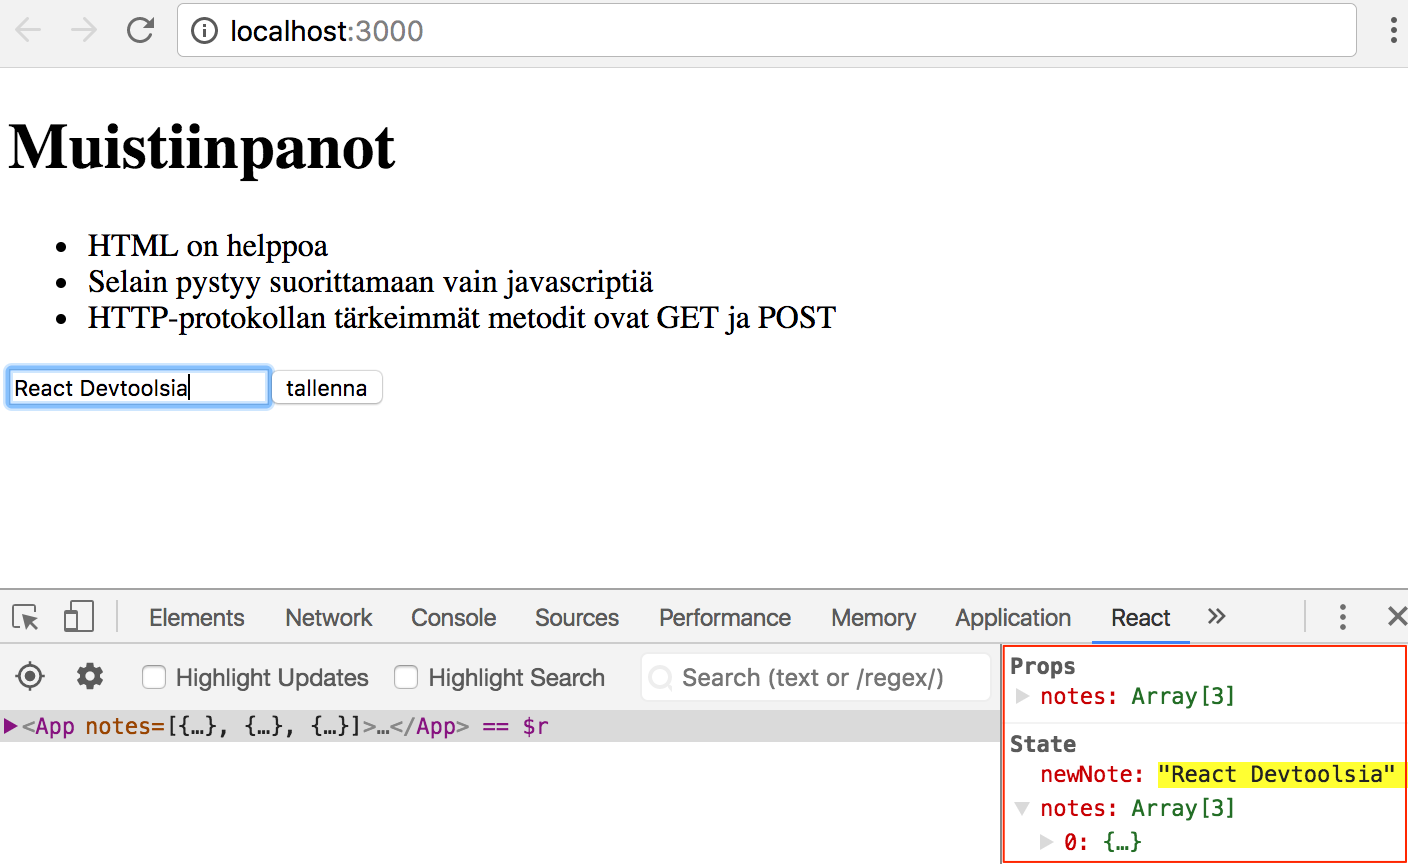 localhost:3000
Muistiinpanot
HTML on helppoa
Selain pystyy suorittamaan vain javascriptiä
HTTP-protokollan tärkeimmät metodit ovat GET ja POST
React Devtoolsia tallenna
Elements Network Console Sources Performance Memory Application React »
Highlight Updates Highlight Search Search (text or /regex/)
<App notes=[{…}, {…}, {…}]>…</App> == $r
Props
notes: Array[3]
State
newNote: "React Devtoolsia"
notes: Array[3]
0: {…}